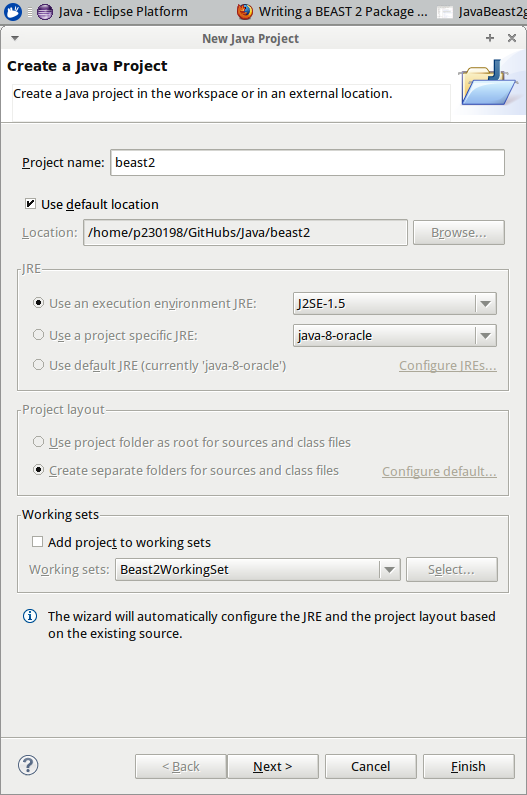 Java - Eclipse Platform
Writing a BEAST 2 Package ...
JavaBeast2g
New Java Project
Create a Java Project
Create a Java project in the workspace or in an external location.
Project name: beast2
Use default location
Location: /home/p230198/GitHubs/Java/beast2 Browse...
JRE
Use an execution environment JRE: J2SE-1.5
Use a project specific JRE: java-8-oracle
Use default JRE (currently 'java-8-oracle') Configure JREs...
Project layout
Use project folder as root for sources and class files
Create separate folders for sources and class files Configure default...
Working sets
Add project to working sets
Working sets: Beast2WorkingSet Select...
The wizard will automatically configure the JRE and the project layout based
on the existing source.
? < Back Next > Cancel Finish